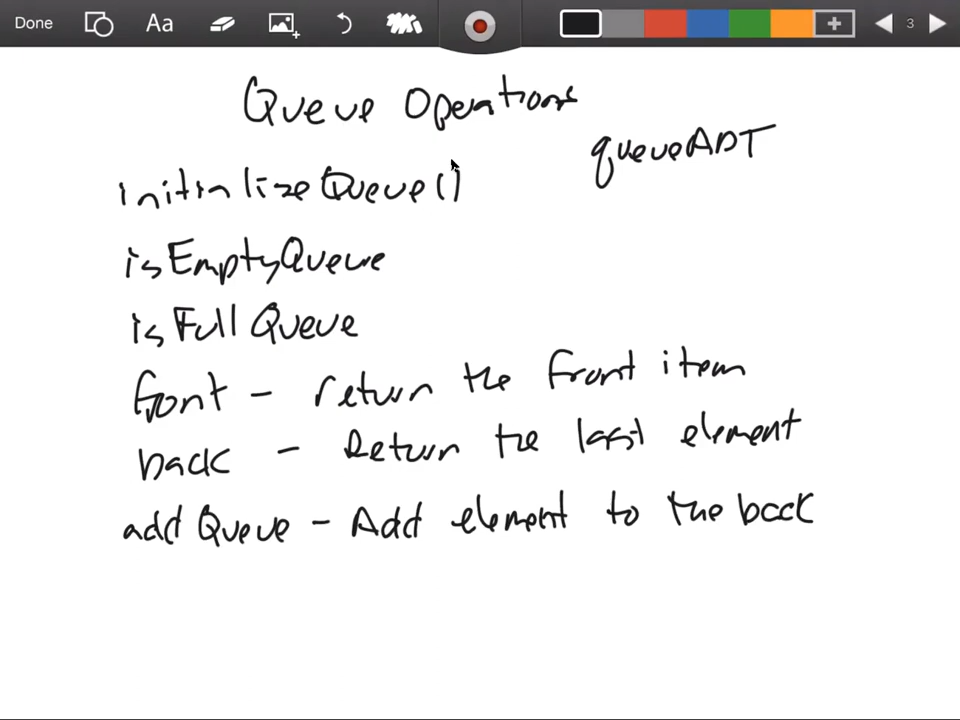 Done Aa 3
Queue Operations
queueADT
initializeQueue()
isEmptyQueue
isFullQueue
front - return the front item
back - Return the last element
addQueue - Add element to the back